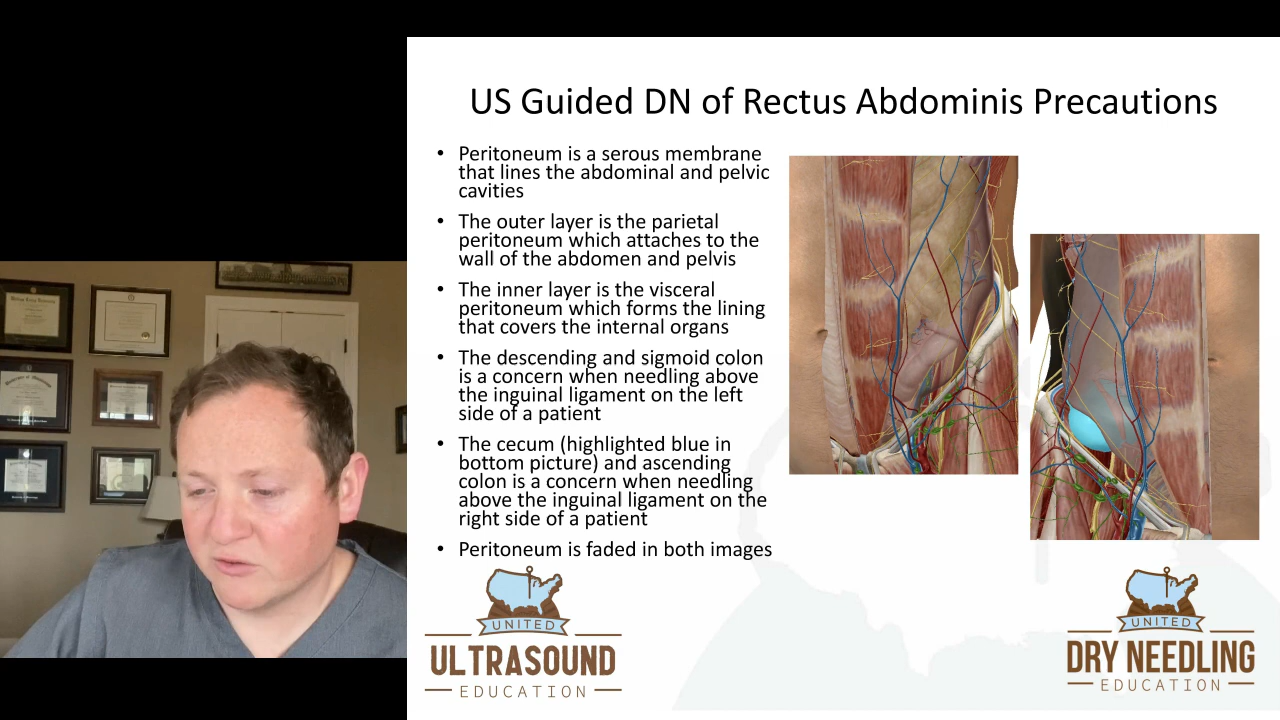 US Guided DN of Rectus Abdominis Precautions
• Peritoneum is a serous membrane
that lines the abdominal and pelvic
cavities
• The outer layer is the parietal
peritoneum which attaches to the
wall of the abdomen and pelvis
• The inner layer is the visceral
peritoneum which forms the lining
that covers the internal organs
• The descending and sigmoid colon
is a concern when needling above
the inguinal ligament on the left
side of a patient
• The cecum (highlighted blue in
bottom picture) and ascending
colon is a concern when needling
above the inguinal ligament on the
right side of a patient
• Peritoneum is faded in both images
UNITED
ULTRASOUND
EDUCATION
UNITED
DRY NEEDLING
EDUCATION